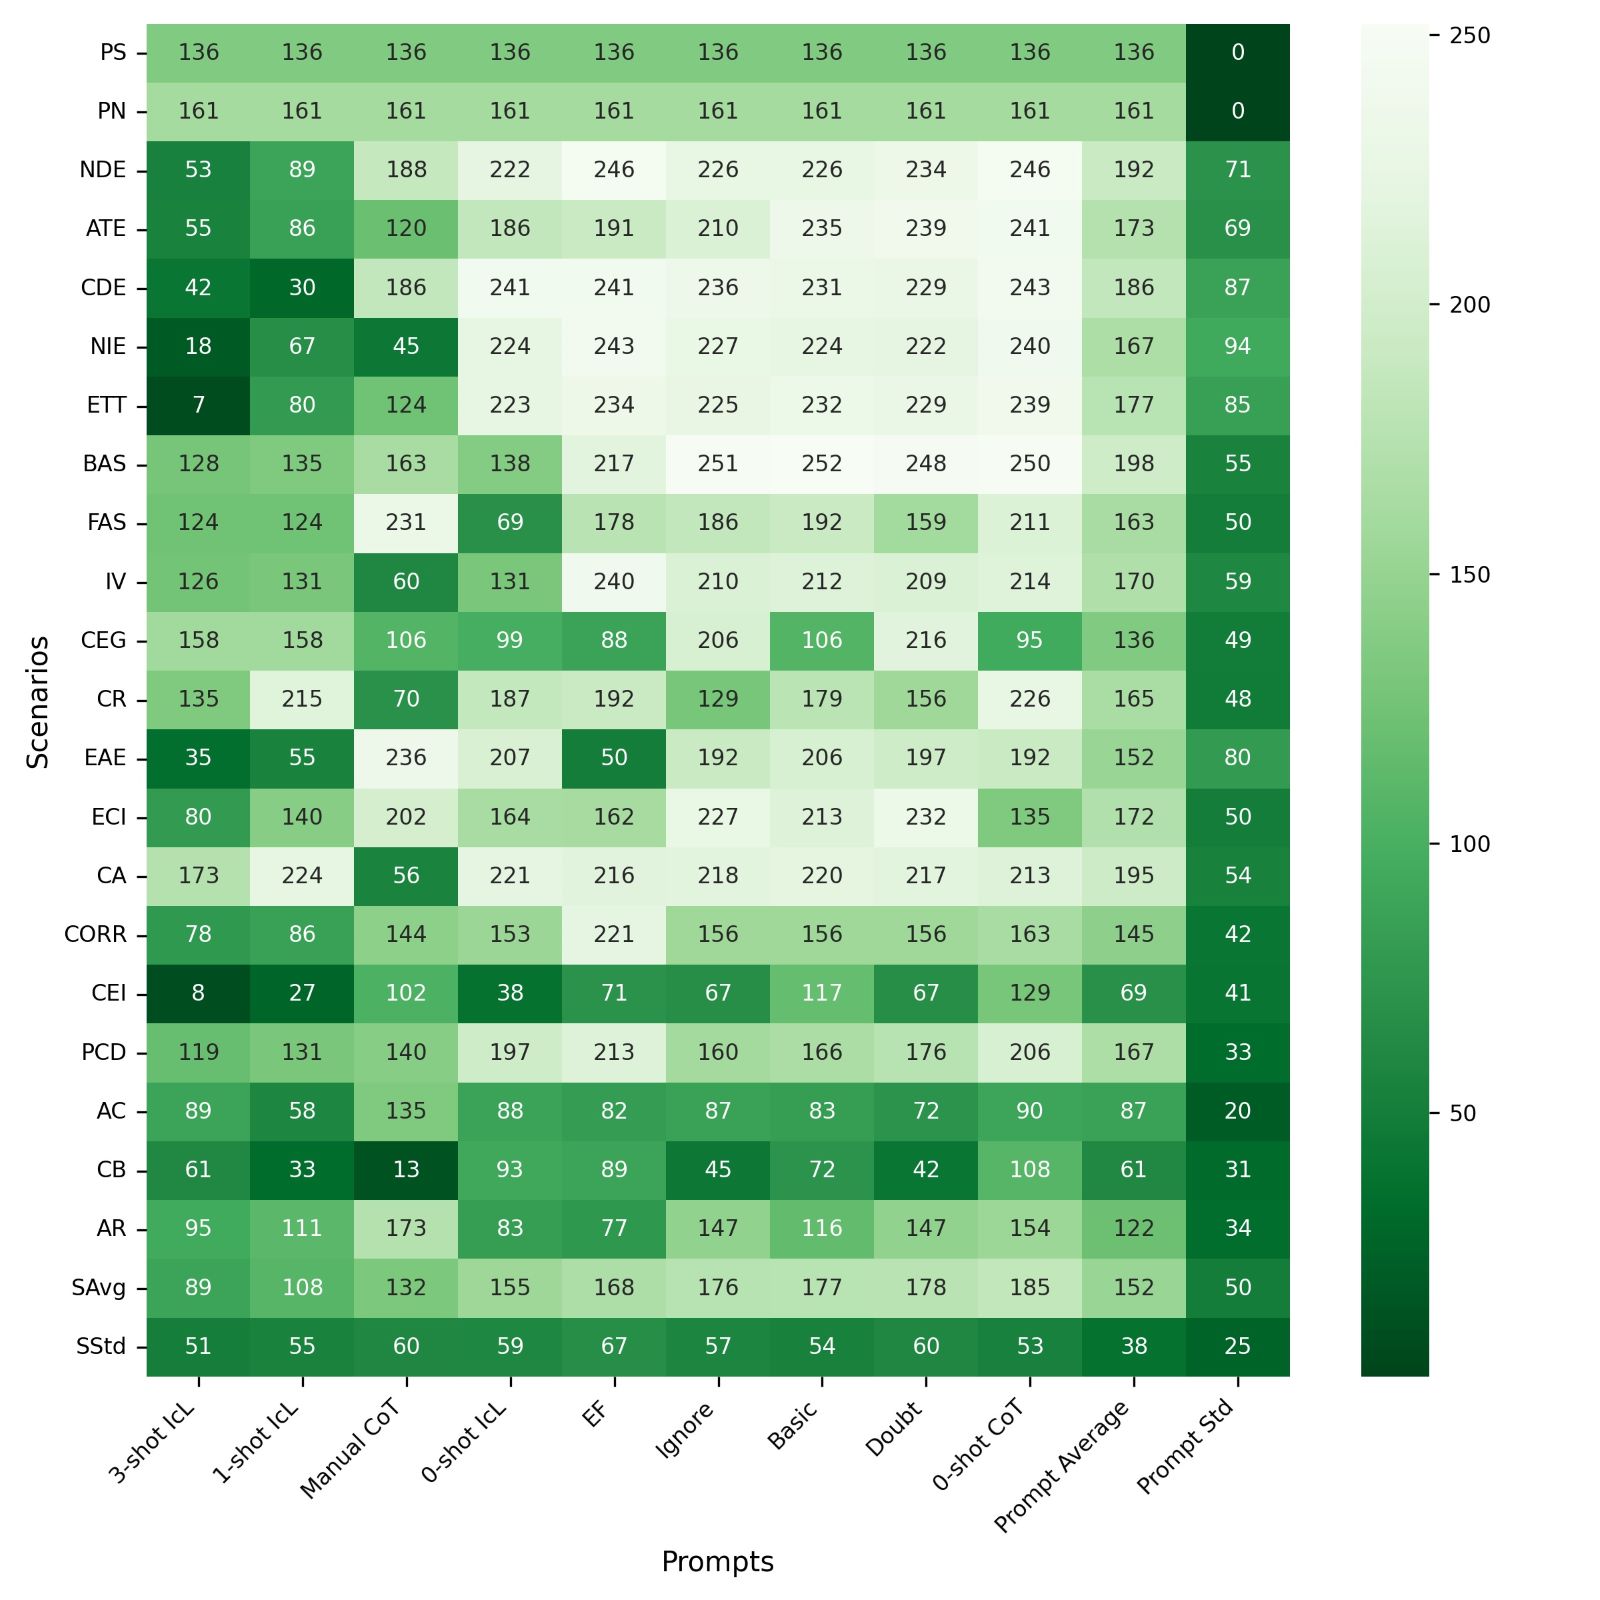 PS 136 136 136 136 136 136 136 136 136 136 0
PN 161 161 161 161 161 161 161 161 161 161 0
NDE 53 89 188 222 246 226 226 234 246 192 71
ATE 55 86 120 186 191 210 235 239 241 173 69
CDE 42 30 186 241 241 236 231 229 243 186 87
NIE 18 67 45 224 243 227 224 222 240 167 94
ETT 7 80 124 223 234 225 232 229 239 177 85
BAS 128 135 163 138 217 251 252 248 250 198 55
FAS 124 124 231 69 178 186 192 159 211 163 50
IV 126 131 60 131 240 210 212 209 214 170 59
CEG 158 158 106 99 88 206 106 216 95 136 49
CR 135 215 70 187 192 129 179 156 226 165 48
EAE 35 55 236 207 50 192 206 197 192 152 80
ECI 80 140 202 164 162 227 213 232 135 172 50
CA 173 224 56 221 216 218 220 217 213 195 54
CORR 78 86 144 153 221 156 156 156 163 145 42
CEI 8 27 102 38 71 67 117 67 129 69 41
PCD 119 131 140 197 213 160 166 176 206 167 33
AC 89 58 135 88 82 87 83 72 90 87 20
CB 61 33 13 93 89 45 72 42 108 61 31
AR 95 111 173 83 77 147 116 147 154 122 34
SAvg 89 108 132 155 168 176 177 178 185 152 50
SStd 51 55 60 59 67 57 54 60 53 38 25
Scenarios
3-shot IcL
1-shot IcL
Manual CoT
0-shot IcL
EF
Ignore
Basic
Doubt
0-shot CoT
Prompt Average
Prompt Std
Prompts
250
200
150
100
50